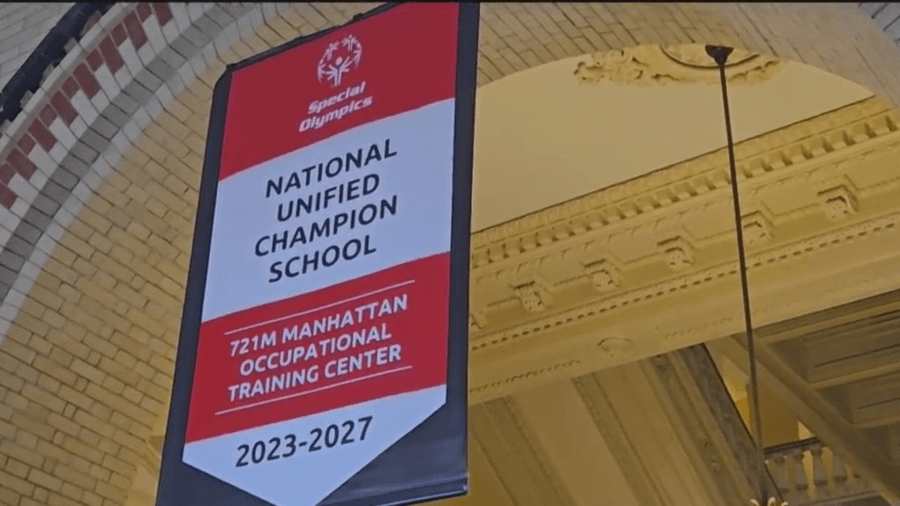 Special
Olympics
NATIONAL
UNIFIED
CHAMPION
SCHOOL
721M MANHATTAN
OCCUPATIONAL
TRAINING CENTER
2023-2027